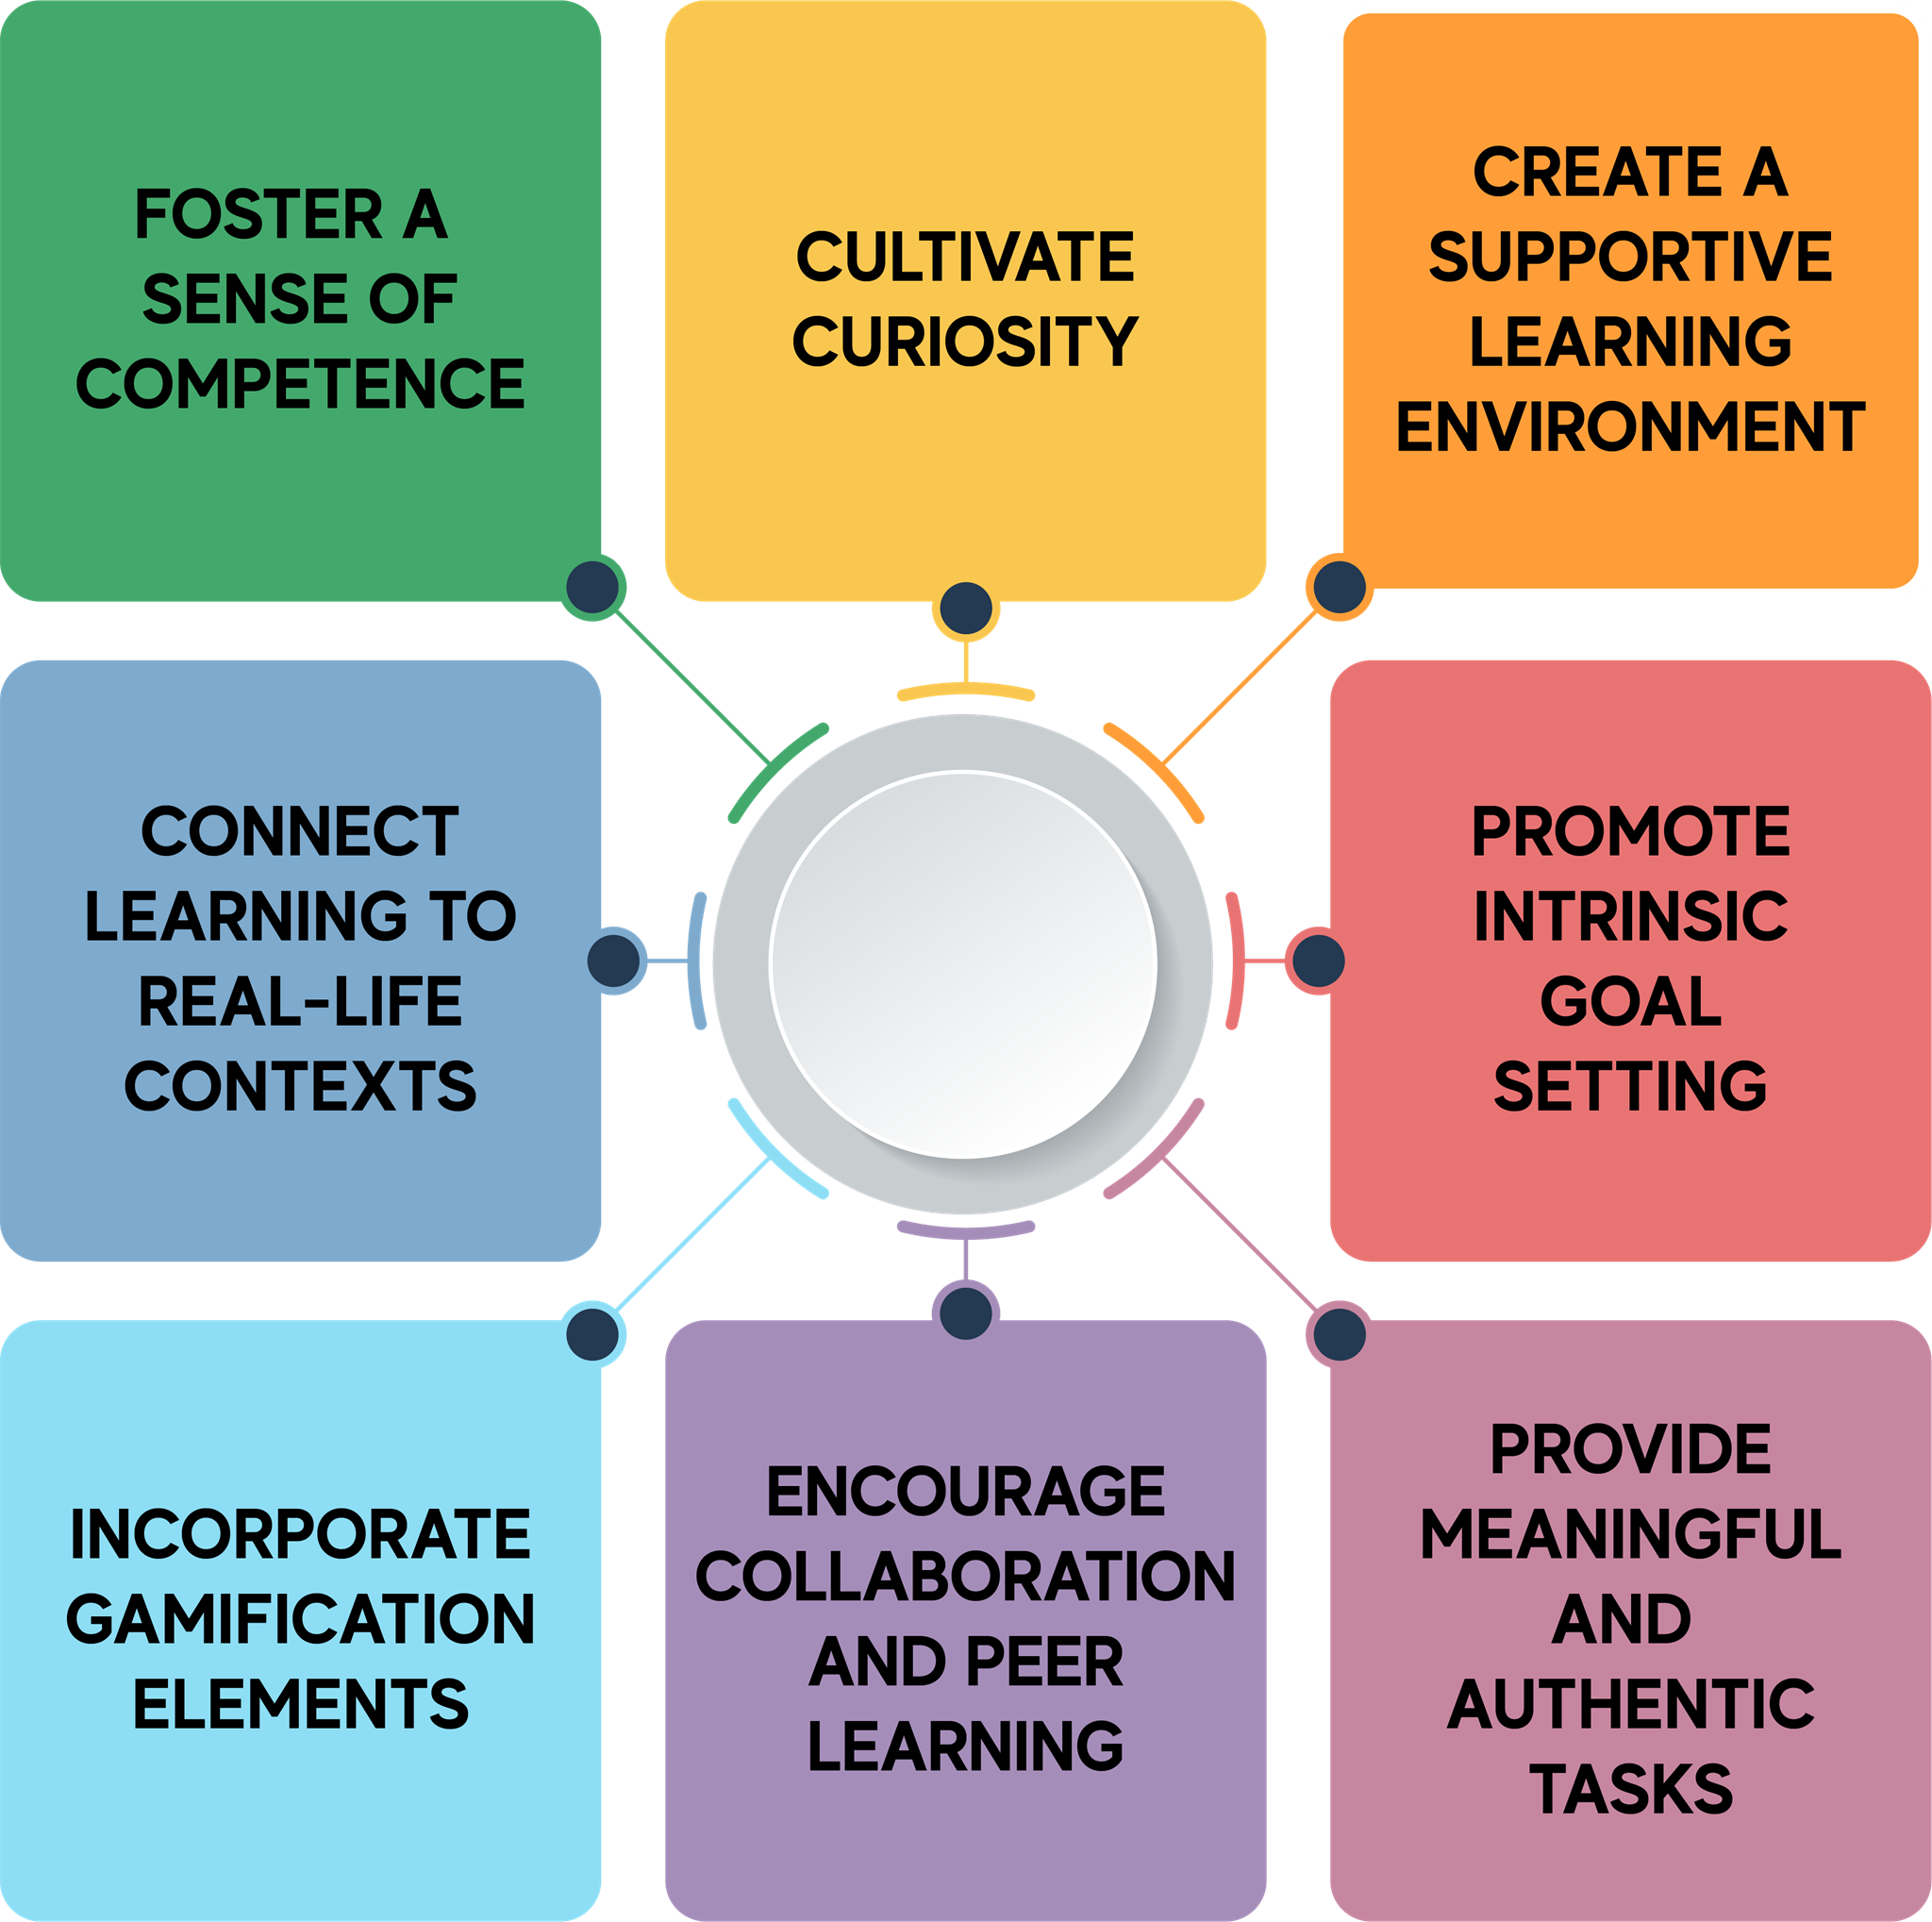 FOSTER A
SENSE OF
COMPETENCE
CULTIVATE
CURIOSITY
CREATE A
SUPPORTIVE
LEARNING
ENVIRONMENT
CONNECT
LEARNING TO
REAL-LIFE
CONTEXTS
PROMOTE
INTRINSIC
GOAL
SETTING
INCORPORATE
GAMIFICATION
ELEMENTS
ENCOURAGE
COLLABORATION
AND PEER
LEARNING
PROVIDE
MEANINGFUL
AND
AUTHENTIC
TASKS